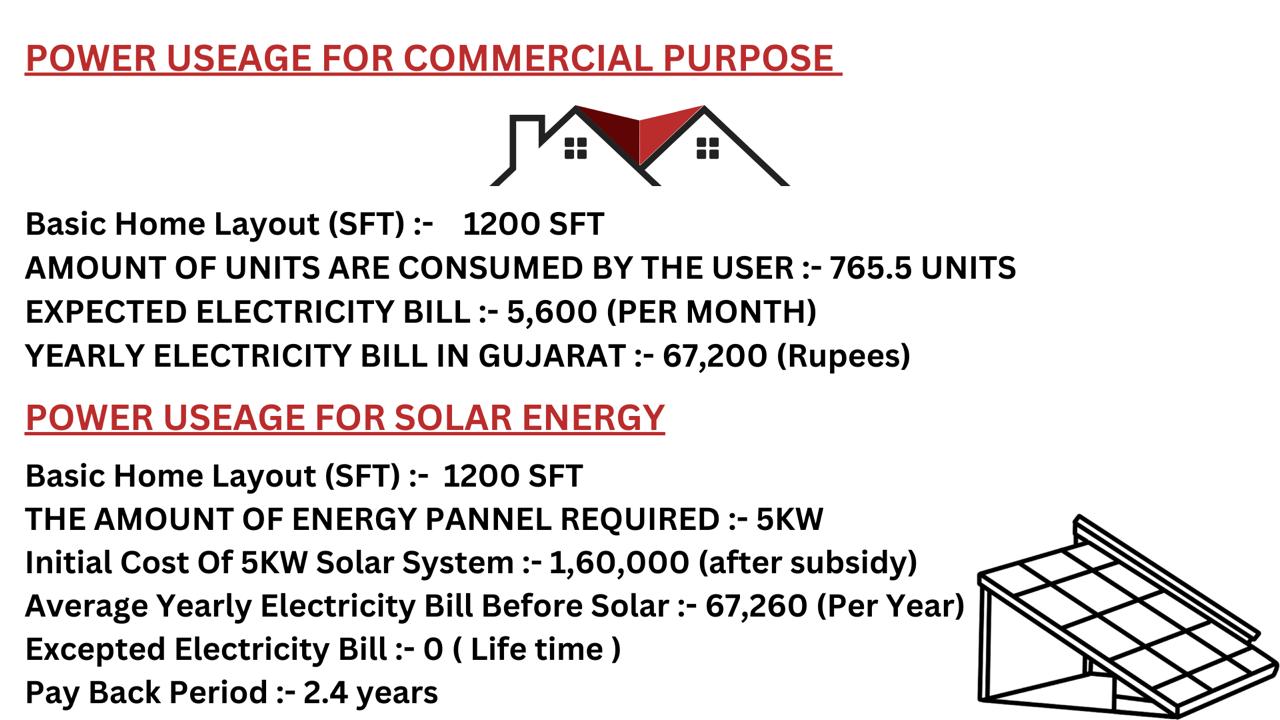 POWER USEAGE FOR COMMERCIAL PURPOSE
Basic Home Layout (SFT) :- 1200 SFT
AMOUNT OF UNITS ARE CONSUMED BY THE USER :- 765.5 UNITS
EXPECTED ELECTRICITY BILL :- 5,600 (PER MONTH)
YEARLY ELECTRICITY BILL IN GUJARAT :- 67,200 (Rupees)
POWER USEAGE FOR SOLAR ENERGY
Basic Home Layout (SFT) :- 1200 SFT
THE AMOUNT OF ENERGY PANNEL REQUIRED :- 5KW
Initial Cost Of 5KW Solar System :- 1,60,000 (after subsidy)
Average Yearly Electricity Bill Before Solar :- 67,260 (Per Year)
Excepted Electricity Bill :- 0 ( Life time )
Pay Back Period :- 2.4 years